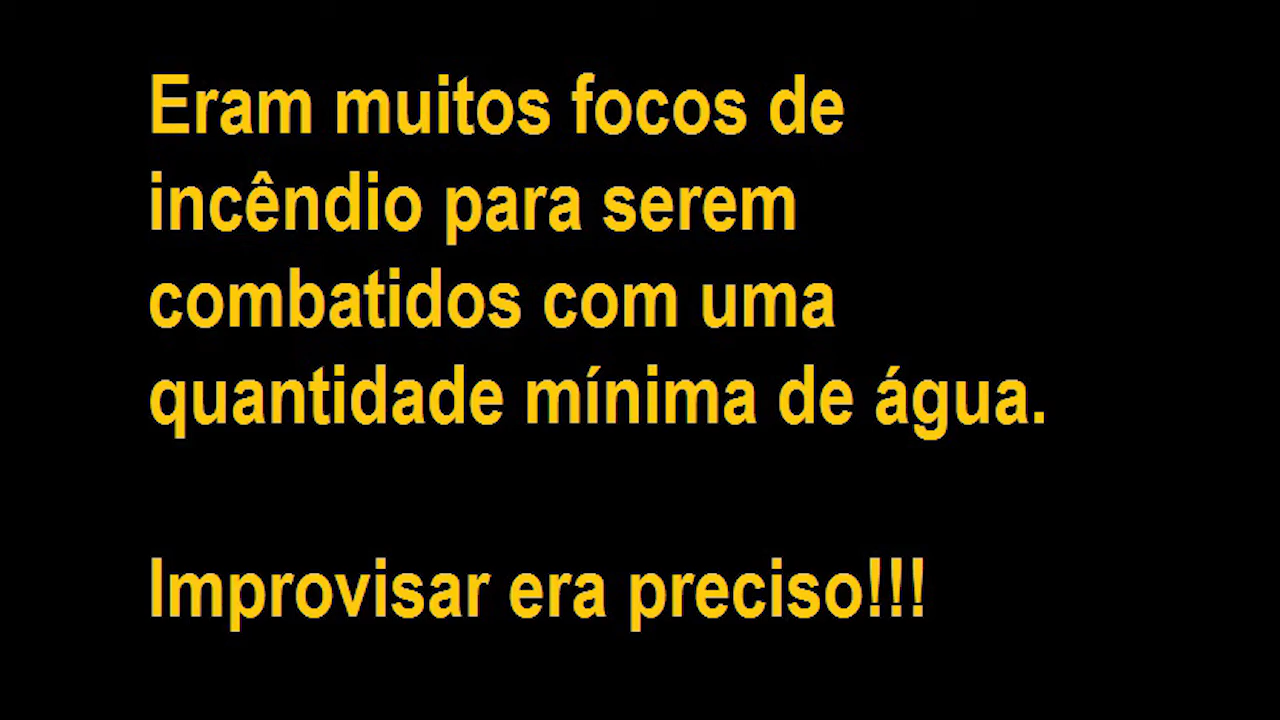 Eram muitos focos de
incêndio para serem
combatidos com uma
quantidade mínima de água.
Improvisar era preciso!!!